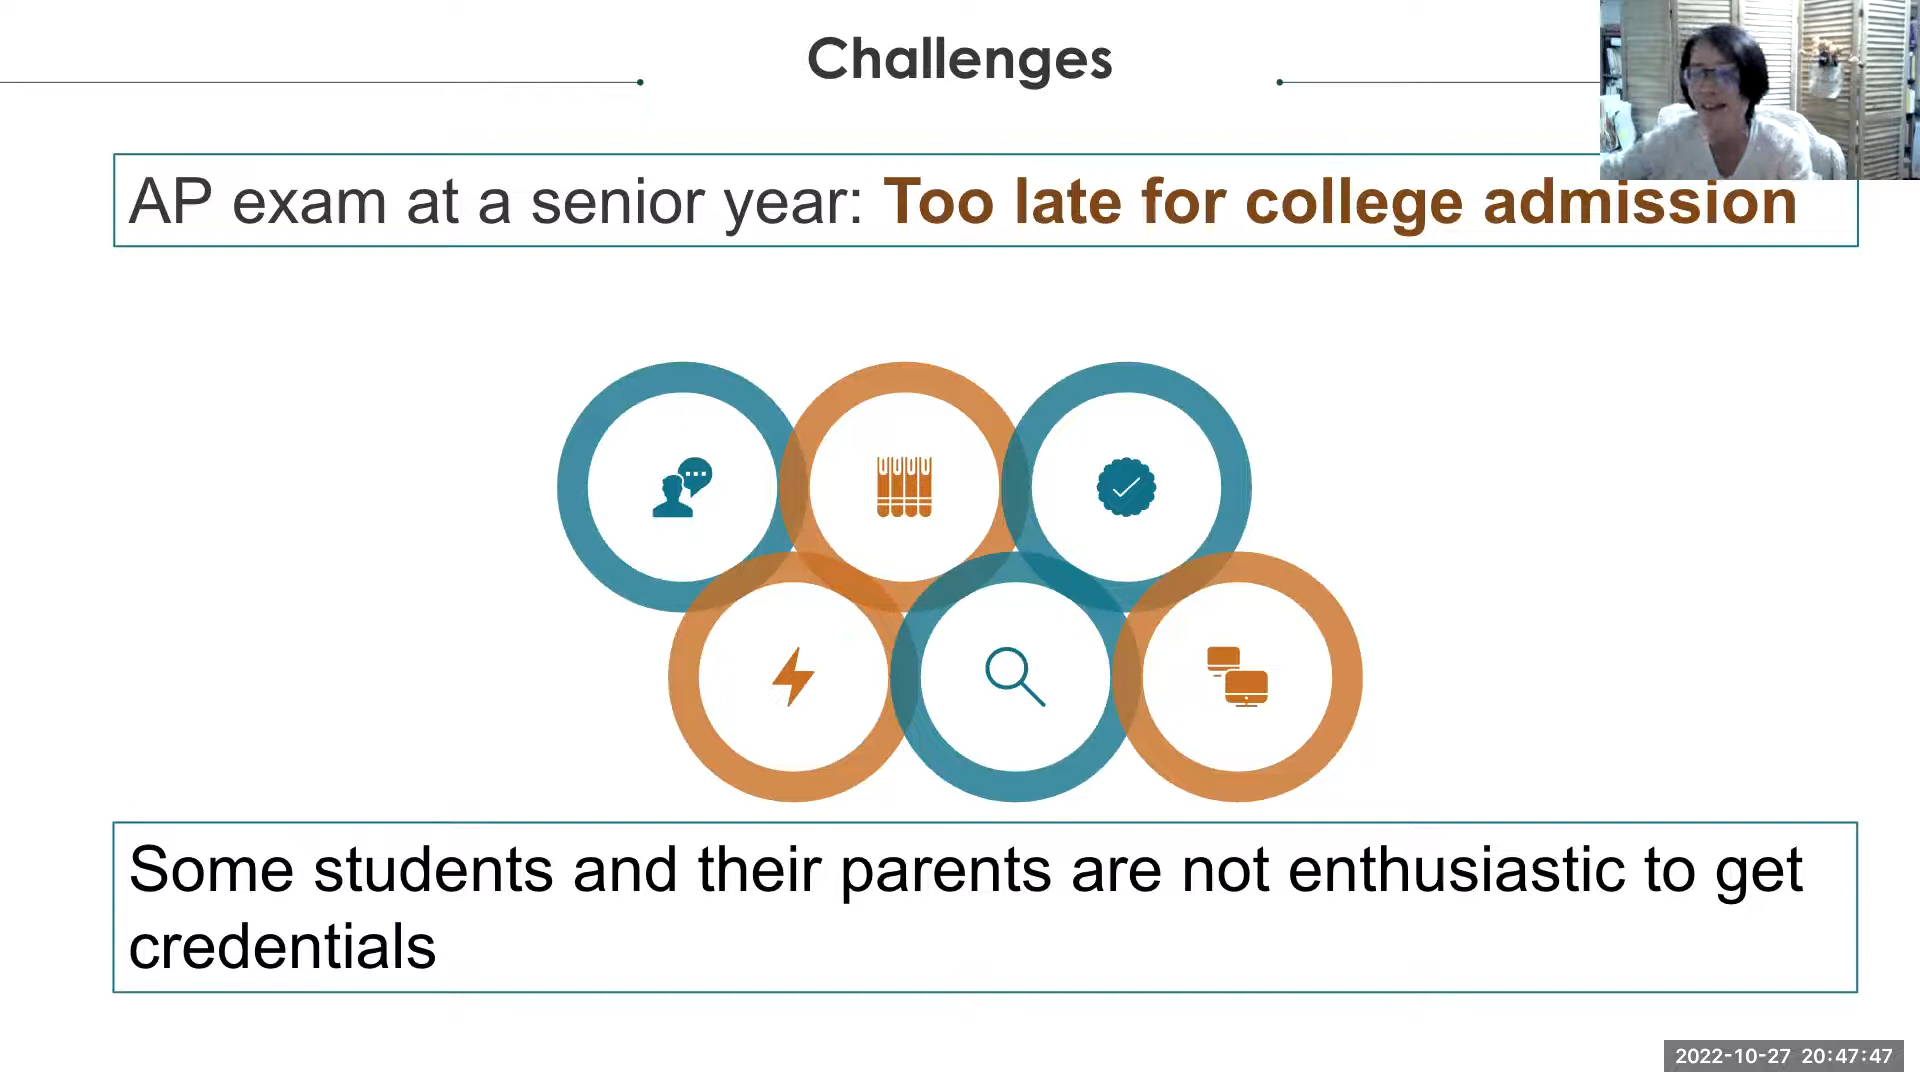 Challenges
AP exam at a senior year: Too late for college admission
Some students and their parents are not enthusiastic to get
credentials
2022-10-27 20:47:47